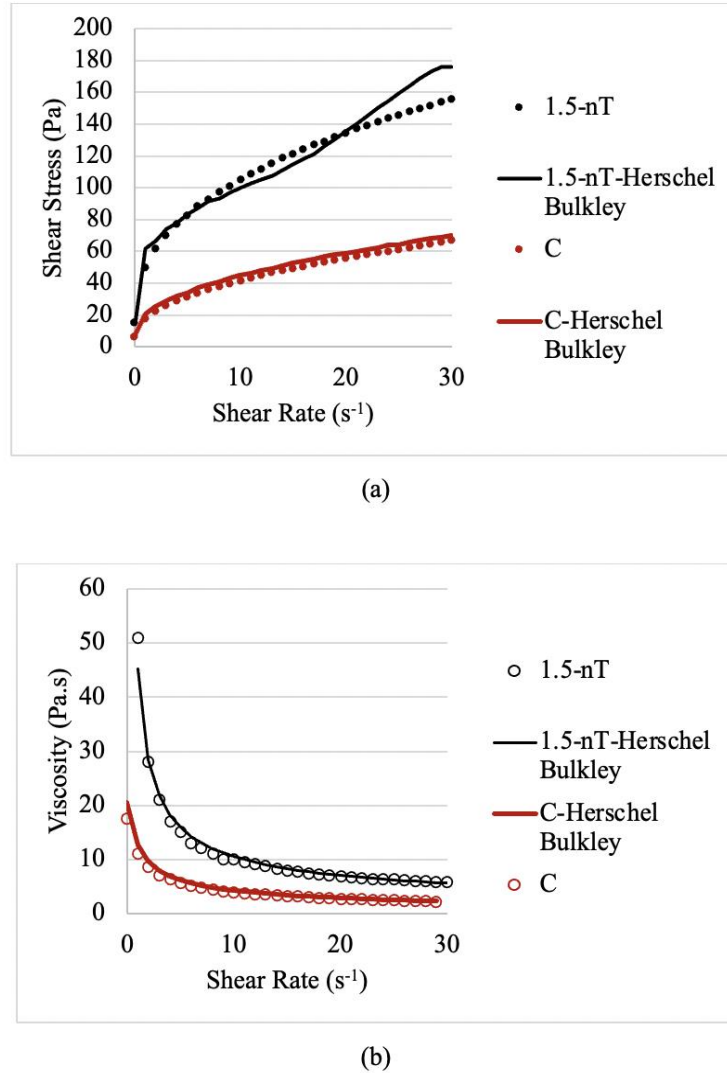 200
180
160
140
120
100
80
60
40
20
0
Shear Stress (Pa)
0 10 20 30
Shear Rate (s⁻¹)
1.5-nT
1.5-nT-Herschel
Bulkley
C
C-Herschel
Bulkley
(a)
60
50
40
30
20
10
0
Viscosity (Pa.s)
0 10 20 30
Shear Rate (s⁻¹)
1.5-nT
1.5-nT-Herschel
Bulkley
C-Herschel
Bulkley
C
(b)